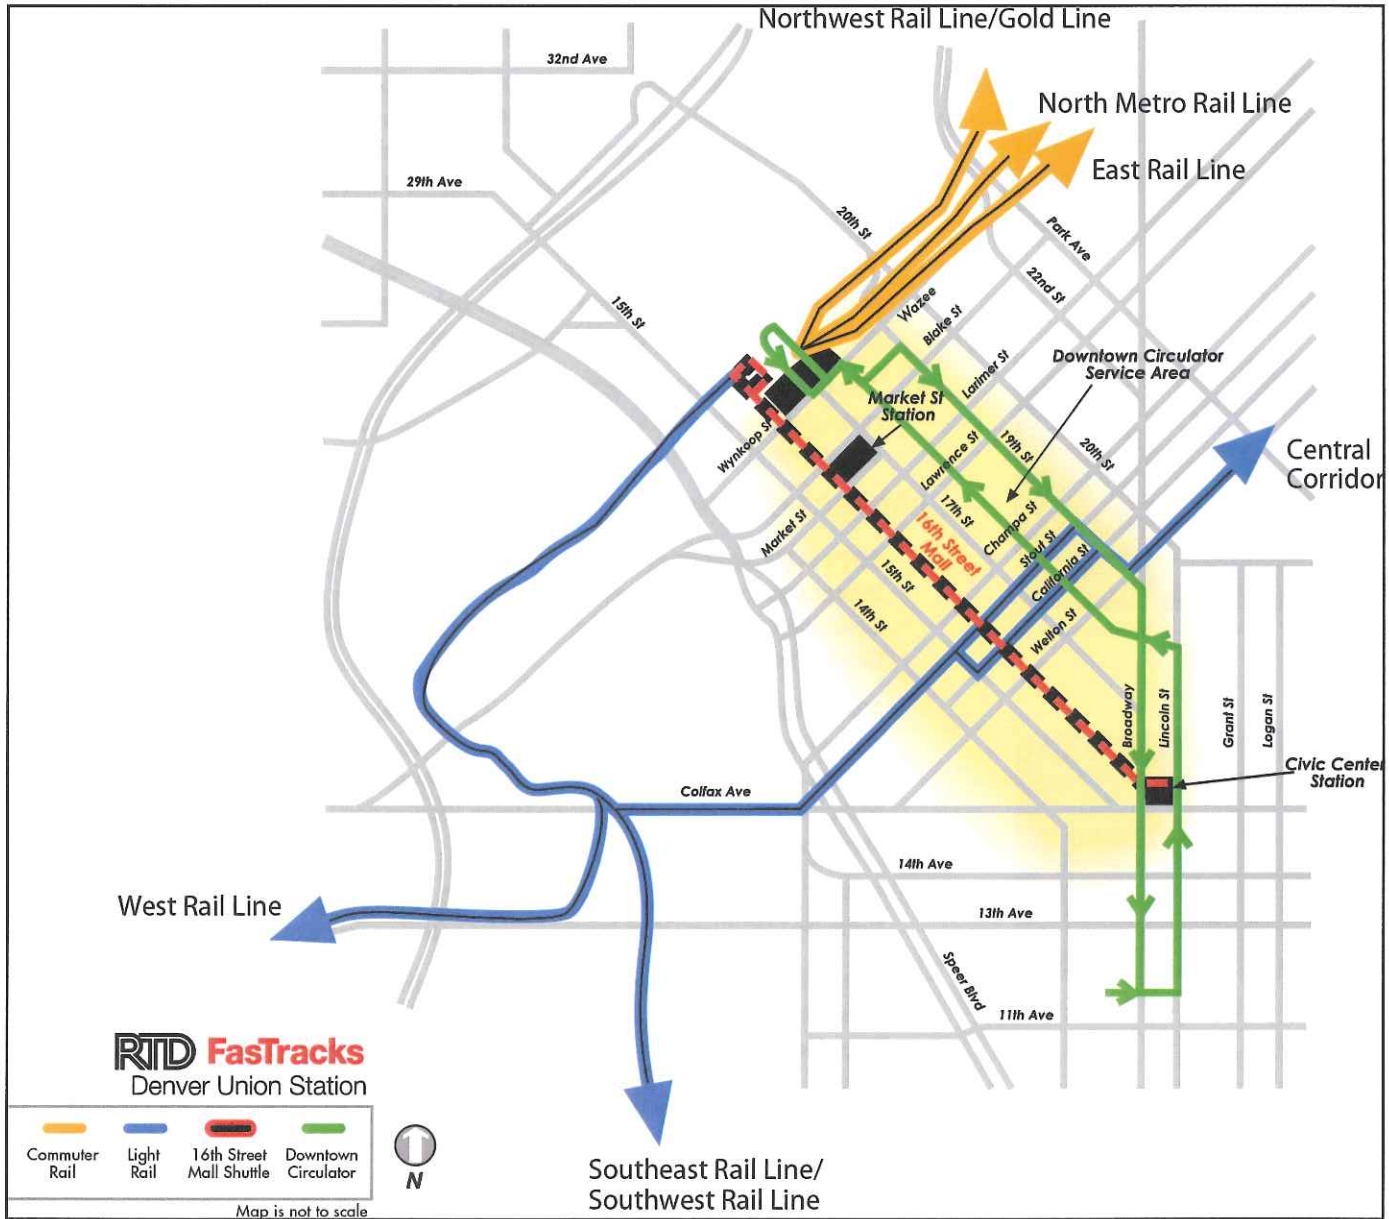 Northwest Rail Line/Gold Line
32nd Ave
North Metro Rail Line
East Rail Line
29th Ave
20th St
Park Ave
22nd St
15th St
Wazee
Blake St
Larimer St
Downtown Circulator
Service Area
Market St
Station
Wynkoop St
Lawrence St
19th St
20th St
Central
Corridor
17th St
Champa St
16th Street
Mall
Market St
Stout St
California St
15th St
14th St
Welton St
Broadway
Lincoln St
Grant St
Logan St
Civic Center
Station
Colfax Ave
14th Ave
West Rail Line
13th Ave
Speer Blvd
11th Ave
RTD FasTracks
Denver Union Station
Commuter
Rail
Light
Rail
16th Street
Mall Shuttle
Downtown
Circulator
N
Map is not to scale
Southeast Rail Line/
Southwest Rail Line